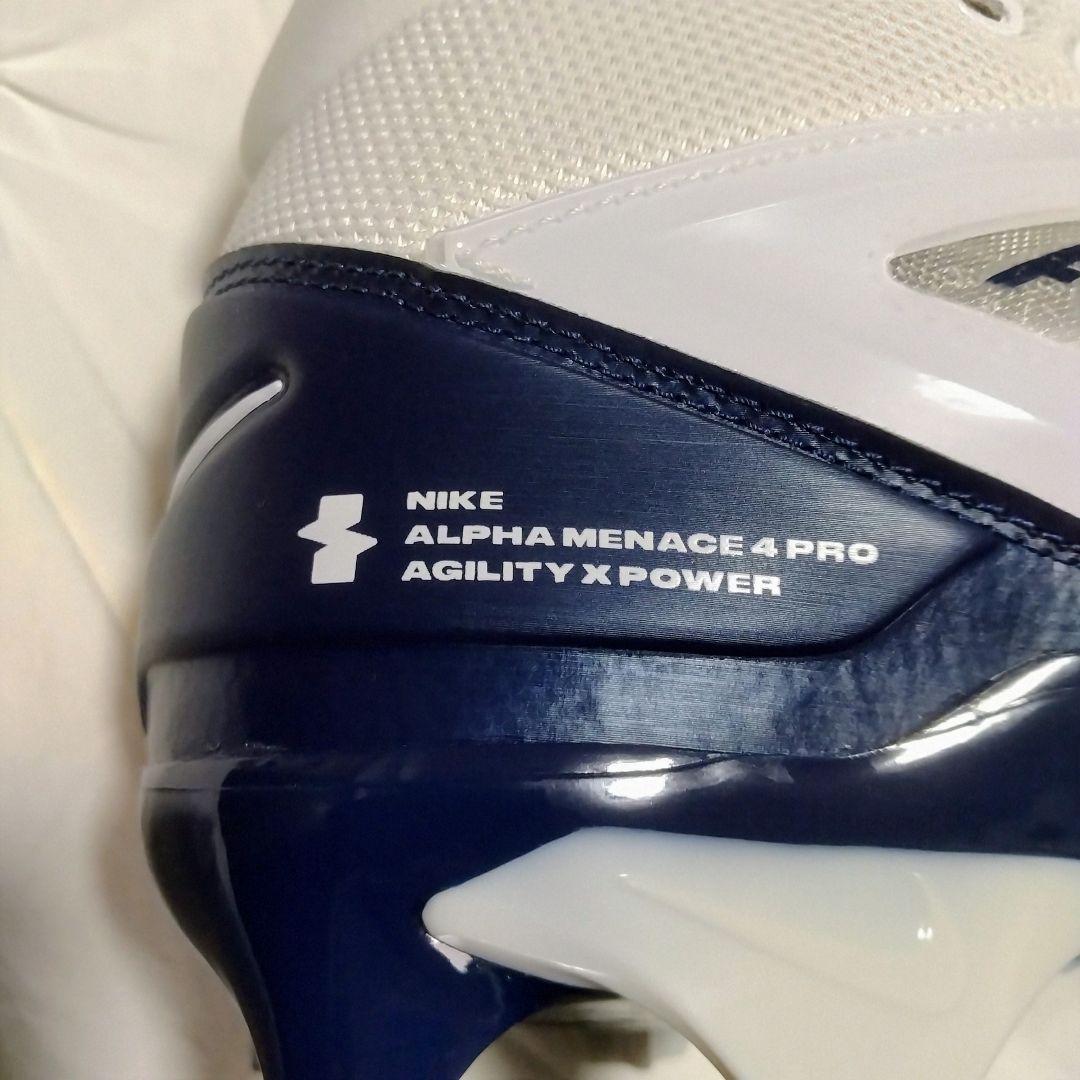 NIKE
ALPHA MENACE 4 PRO
AGILITY X POWER